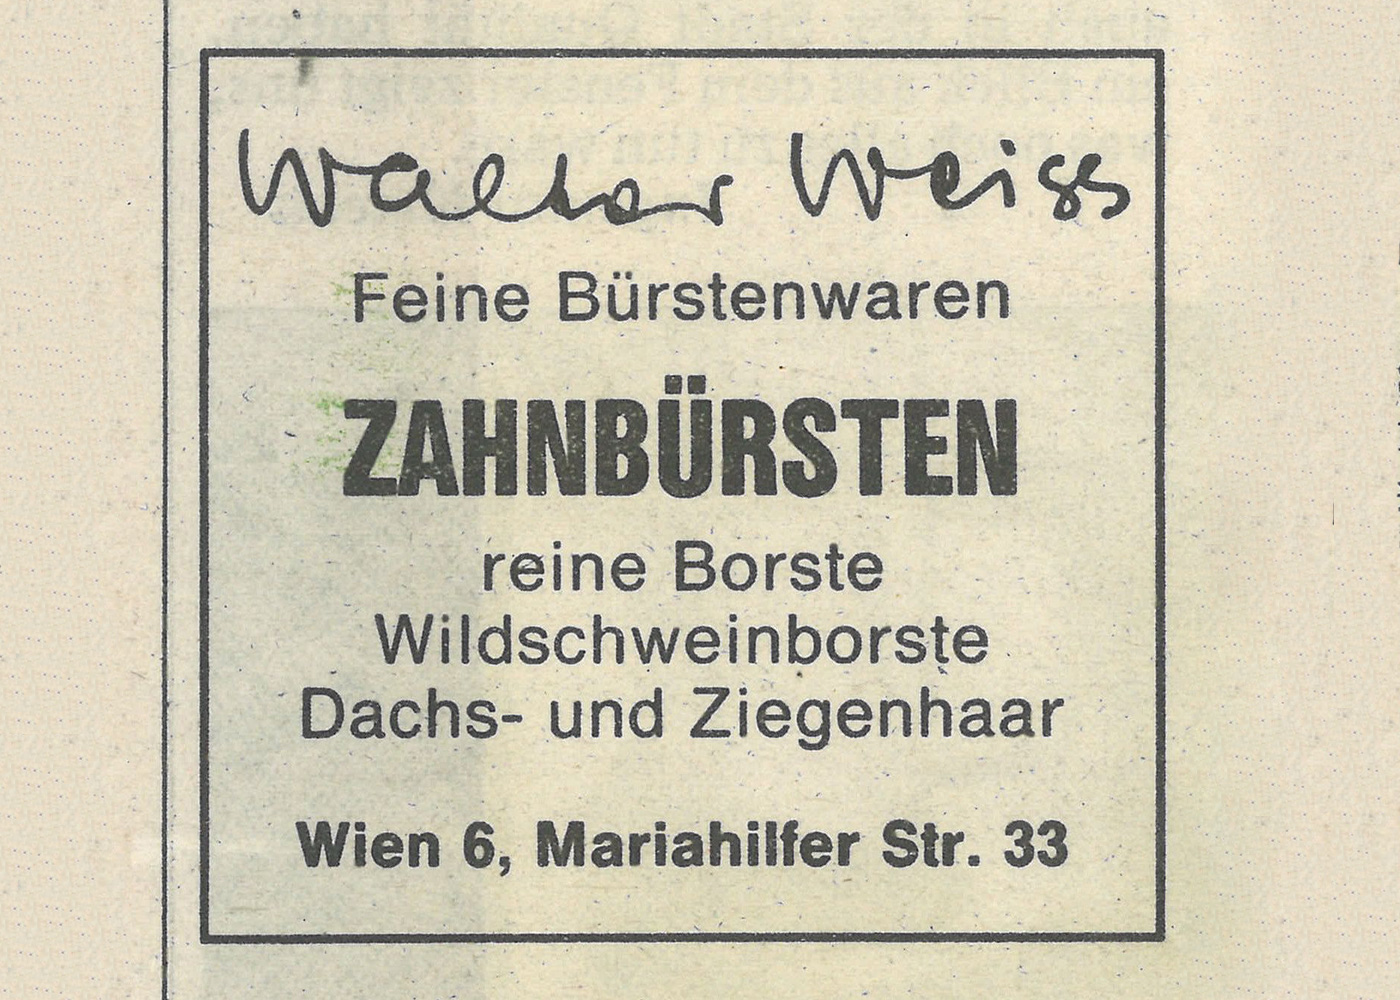 Walter Weiss
Feine Bürstenwaren
ZAHNBÜRSTEN
reine Borste
Wildschweinborste
Dachs- und Ziegenhaar
Wien 6, Mariahilfer Str. 33